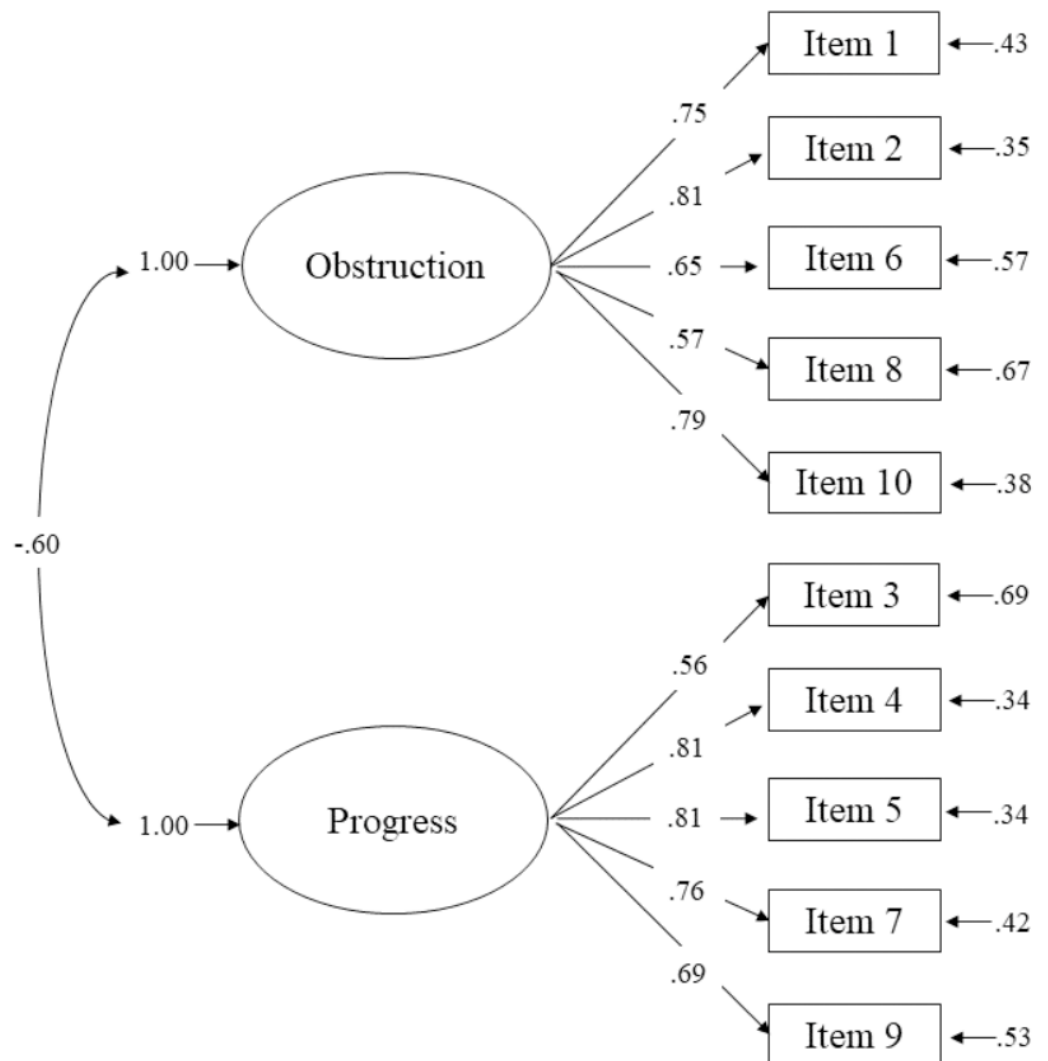 Item 1
.43
.75
Item 2
.35
.81
1.00
Obstruction
.65
Item 6
.57
.57
Item 8
.67
.79
Item 10
.38
-.60
Item 3
.69
.56
Item 4
.34
.81
1.00
Progress
.81
Item 5
.34
.76
Item 7
.42
.69
Item 9
.53